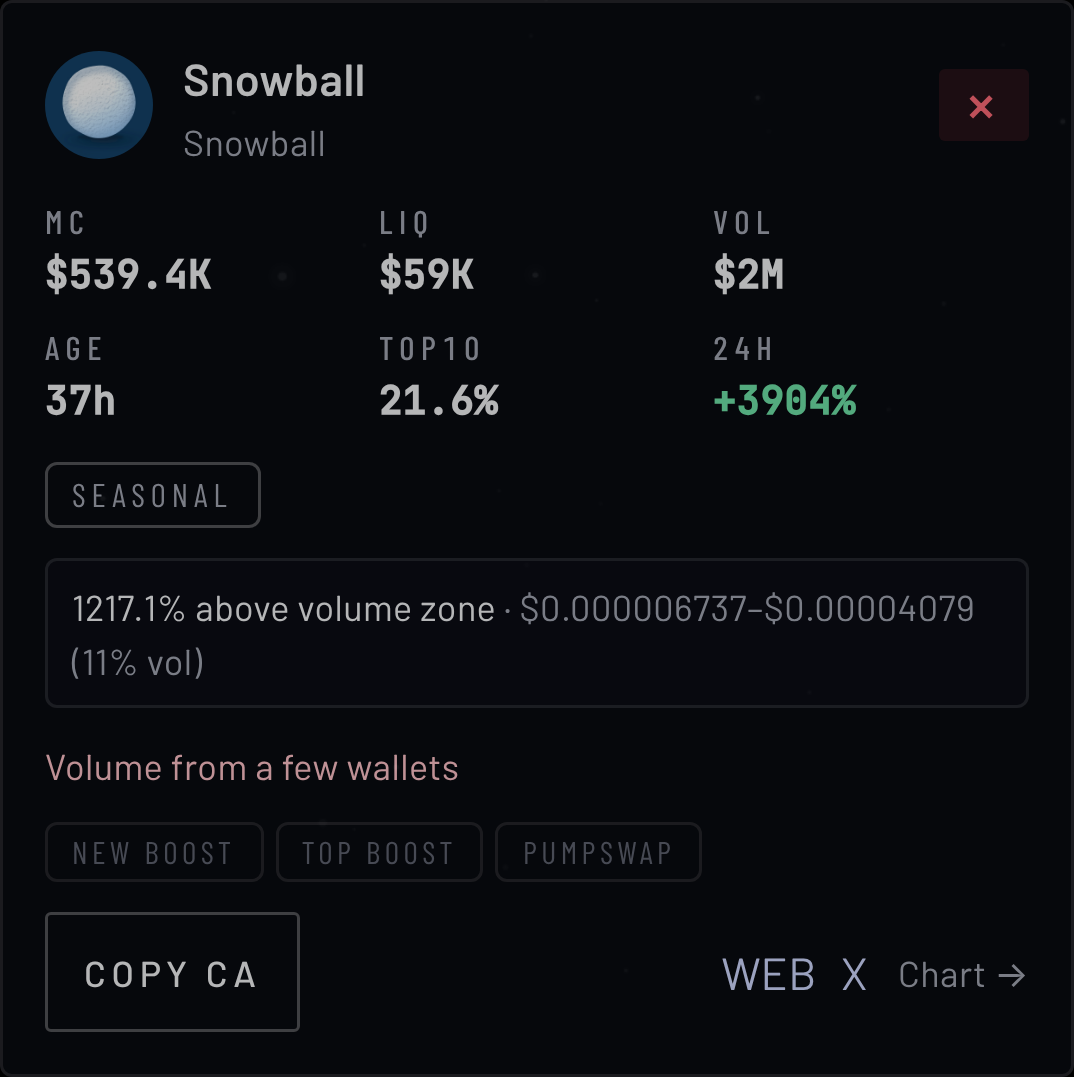 Snowball
Snowball
×
MC LIQ VOL
$539.4K $59K $2M
AGE TOP10 24H
37h 21.6% +3904%
SEASONAL
1217.1% above volume zone · $0.000006737–$0.00004079
(11% vol)
Volume from a few wallets
NEW BOOST TOP BOOST PUMPSWAP
COPY CA WEB X Chart →